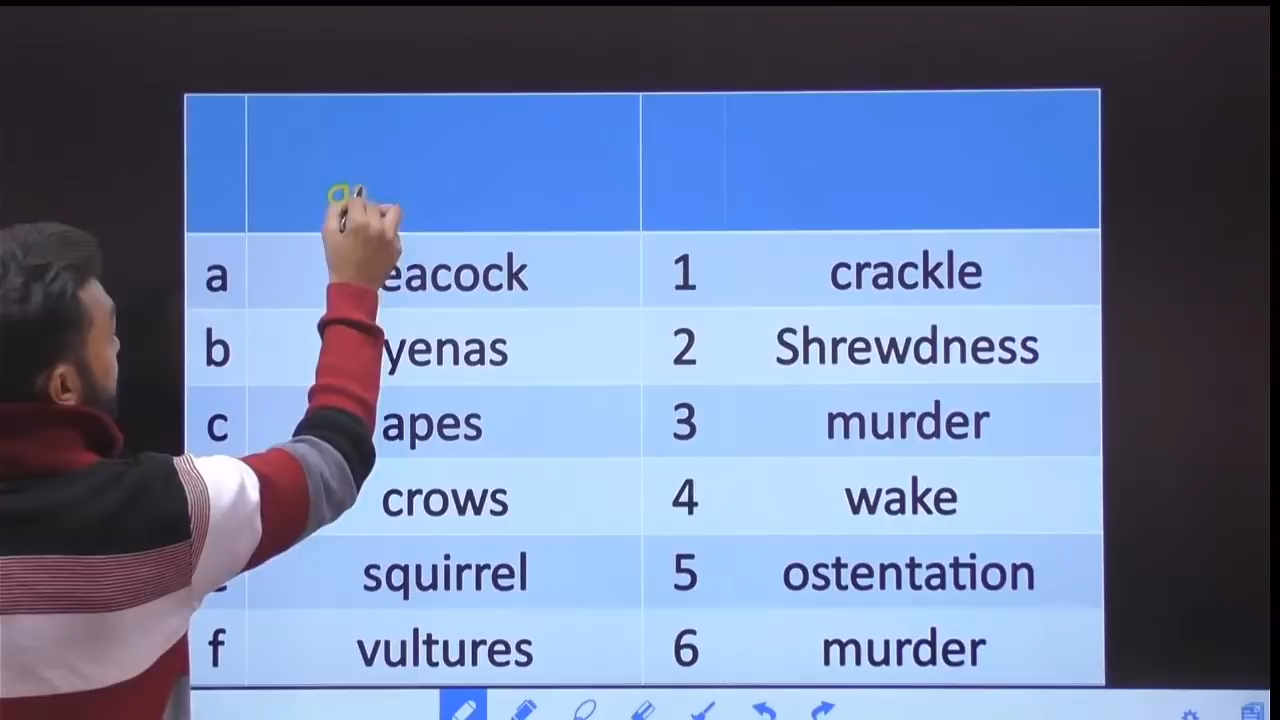 a eacock 1 crackle
b yenas 2 Shrewdness
c apes 3 murder
crows 4 wake
squirrel 5 ostentation
f vultures 6 murder